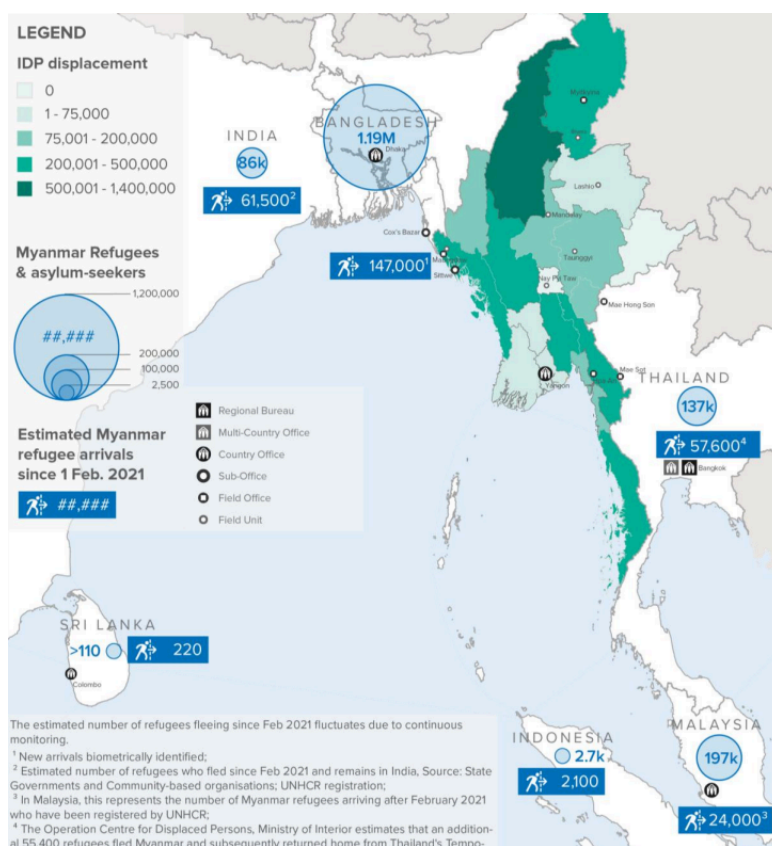 LEGEND
IDP displacement
0
1 - 75,000
75,001 - 200,000
200,001 - 500,000
500,001 - 1,400,000
Myanmar Refugees
& asylum-seekers
1,200,000
##,###
200,000
100,000
2,500
Estimated Myanmar
refugee arrivals
since 1 Feb. 2021
##,###
Regional Bureau
Multi-Country Office
Country Office
Sub-Office
Field Office
Field Unit
INDIA
86k
61,500²
BANGLADESH
1.19M
Dhaka
Cox's Bazar
147,000¹
Sittwe
Myitkyina
Lashio
Mandalay
Taunggyi
Nay Pyi Taw
Mae Hong Son
Yangon
Mae Sot
THAILAND
137k
57,600⁴
Bangkok
SRI LANKA
>110
220
Colombo
INDONESIA
2.7k
2,100
MALAYSIA
197k
24,000³
The estimated number of refugees fleeing since Feb 2021 fluctuates due to continuous
monitoring.
¹ New arrivals biometrically identified;
² Estimated number of refugees who fled since Feb 2021 and remains in India, Source: State
Governments and Community-based organisations; UNHCR registration;
³ In Malaysia, this represents the number of Myanmar refugees arriving after February 2021
who have been registered by UNHCR;
⁴ The Operation Centre for Displaced Persons, Ministry of Interior estimates that an addition-
al 55,400 refugees fled Myanmar and subsequently returned home from Thailand's Tempo-